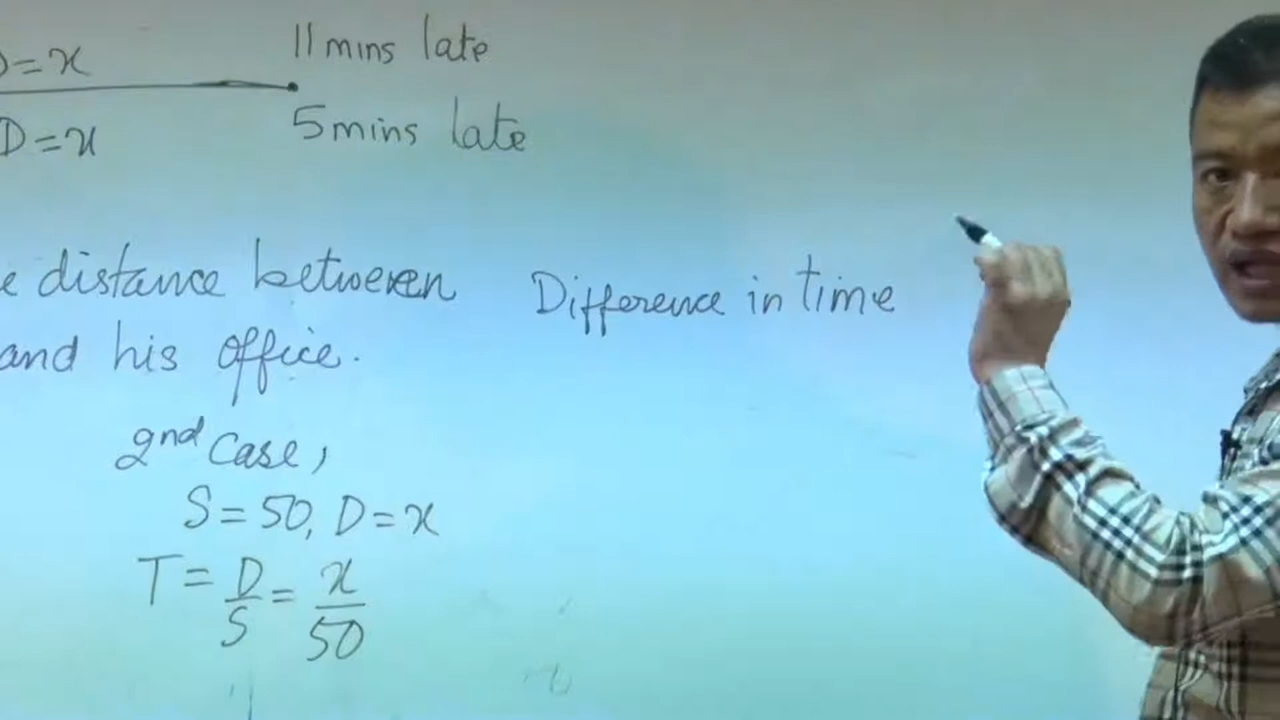 D=x
11 mins late
D=x
5 mins late
e distance between
and his office.
Difference in time
2nd case,
S=50, D=x
T = D/S = x/50